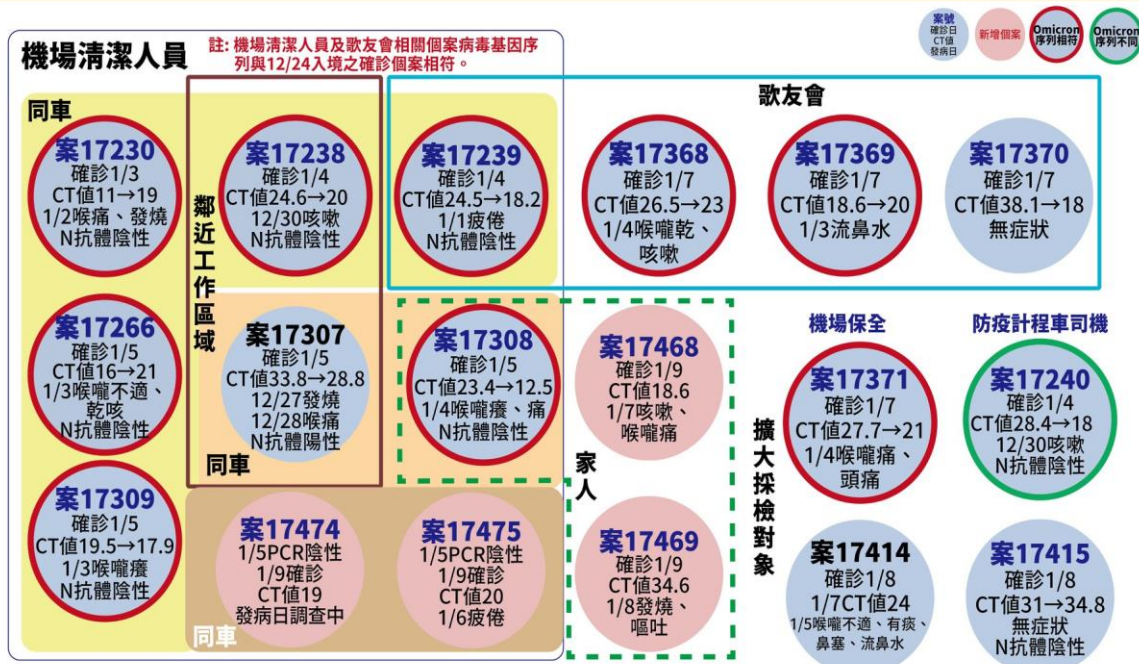 案號
確診日
CT值
發病日
新增個案
Omicron
序列相符
Omicron
序列不同
機場清潔人員
註: 機場清潔人員及歌友會相關個案病毒基因序
列與12/24入境之確診個案相符。
同車
案17230
確診1/3
CT值11→19
1/2喉痛、發燒
N抗體陰性
案17238
確診1/4
CT值24.6→20
12/30咳嗽
N抗體陰性
鄰近工作區域
歌友會
案17239
確診1/4
CT值24.5→18.2
1/1疲倦
N抗體陰性
案17368
確診1/7
CT值26.5→23
1/4喉嚨乾、
咳嗽
案17369
確診1/7
CT值18.6→20
1/3流鼻水
案17370
確診1/7
CT值38.1→18
無症狀
案17266
確診1/5
CT值16→21
1/3喉嚨不適、
乾咳
N抗體陰性
案17307
確診1/5
CT值33.8→28.8
12/27發燒
12/28喉痛
N抗體陽性
同車
案17308
確診1/5
CT值23.4→12.5
1/4喉嚨癢、痛
N抗體陰性
案17468
確診1/9
CT值18.6
1/7咳嗽、
喉嚨痛
家人
案17469
確診1/9
CT值34.6
1/8發燒、
嘔吐
案17309
確診1/5
CT值19.5→17.9
1/3喉嚨癢
N抗體陰性
案17474
1/5PCR陰性
1/9確診
CT值19
發病日調查中
同車
案17475
1/5PCR陰性
1/9確診
CT值20
1/6疲倦
擴大採檢對象
機場保全
案17371
確診1/7
CT值27.7→21
1/4喉嚨痛、
頭痛
防疫計程車司機
案17240
確診1/4
CT值28.4→18
12/30咳嗽
N抗體陰性
案17414
確診1/8
1/7CT值24
1/5喉嚨不適、有痰、
鼻塞、流鼻水
案17415
確診1/8
CT值31→34.8
無症狀
N抗體陰性